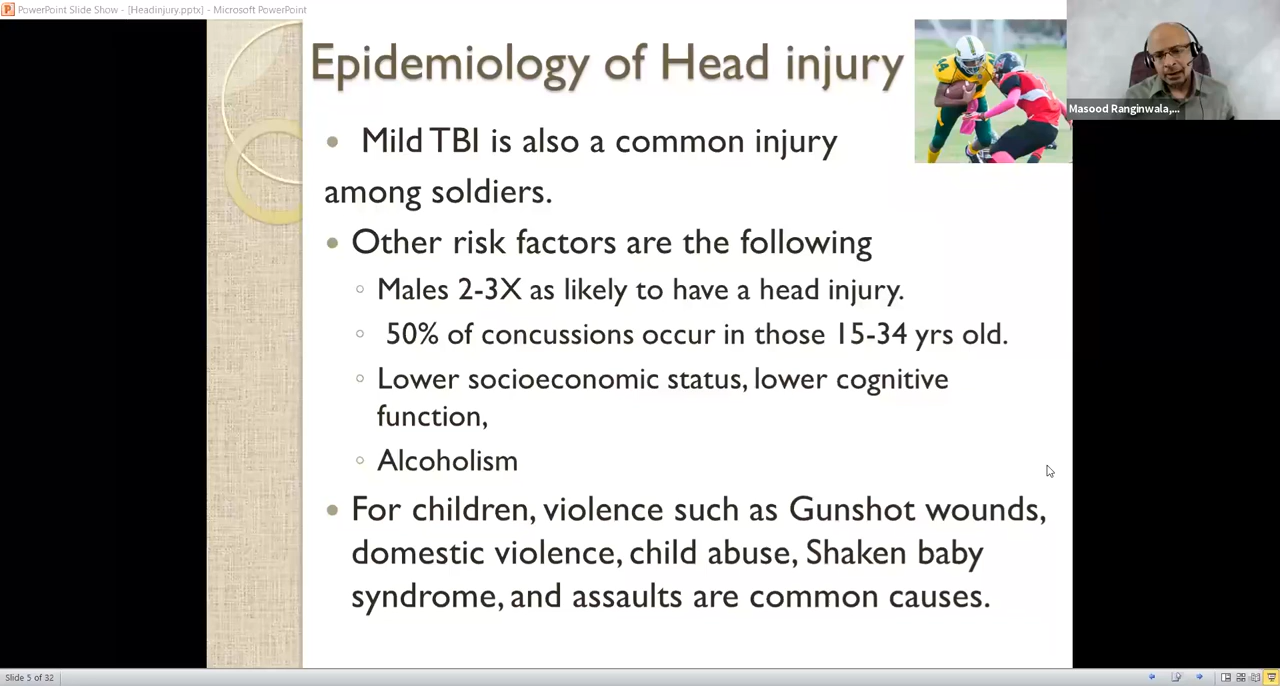 PowerPoint Slide Show - [Headinjury.pptx] - Microsoft PowerPoint
Epidemiology of Head injury
Masood Ranginwala,...
• Mild TBI is also a common injury
among soldiers.
• Other risk factors are the following
◦ Males 2-3X as likely to have a head injury.
◦ 50% of concussions occur in those 15-34 yrs old.
◦ Lower socioeconomic status, lower cognitive
function,
◦ Alcoholism
• For children, violence such as Gunshot wounds,
domestic violence, child abuse, Shaken baby
syndrome, and assaults are common causes.
Slide 5 of 32